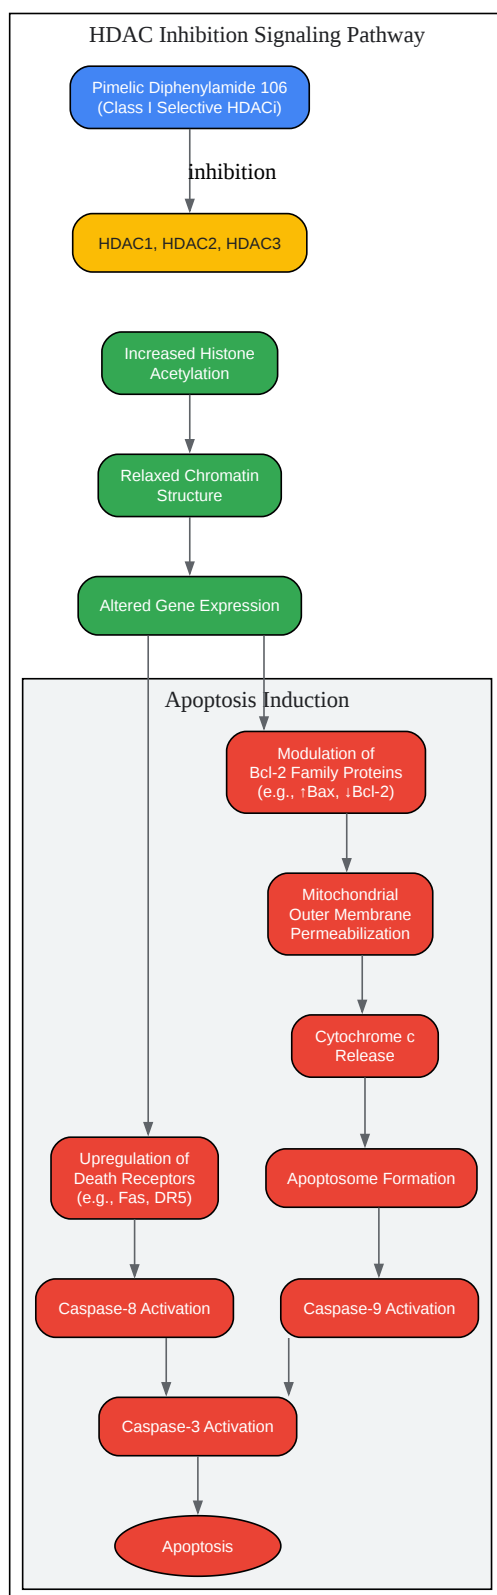 HDAC Inhibition Signaling Pathway
Pimelic Diphenylamide 106
(Class I Selective HDACi)
inhibition
HDAC1, HDAC2, HDAC3
Increased Histone
Acetylation
Relaxed Chromatin
Structure
Altered Gene Expression
Apoptosis Induction
Modulation of
Bcl-2 Family Proteins
(e.g., ↑Bax, ↓Bcl-2)
Mitochondrial
Outer Membrane
Permeabilization
Cytochrome c
Release
Upregulation of
Death Receptors
(e.g., Fas, DR5)
Apoptosome Formation
Caspase-8 Activation
Caspase-9 Activation
Caspase-3 Activation
Apoptosis